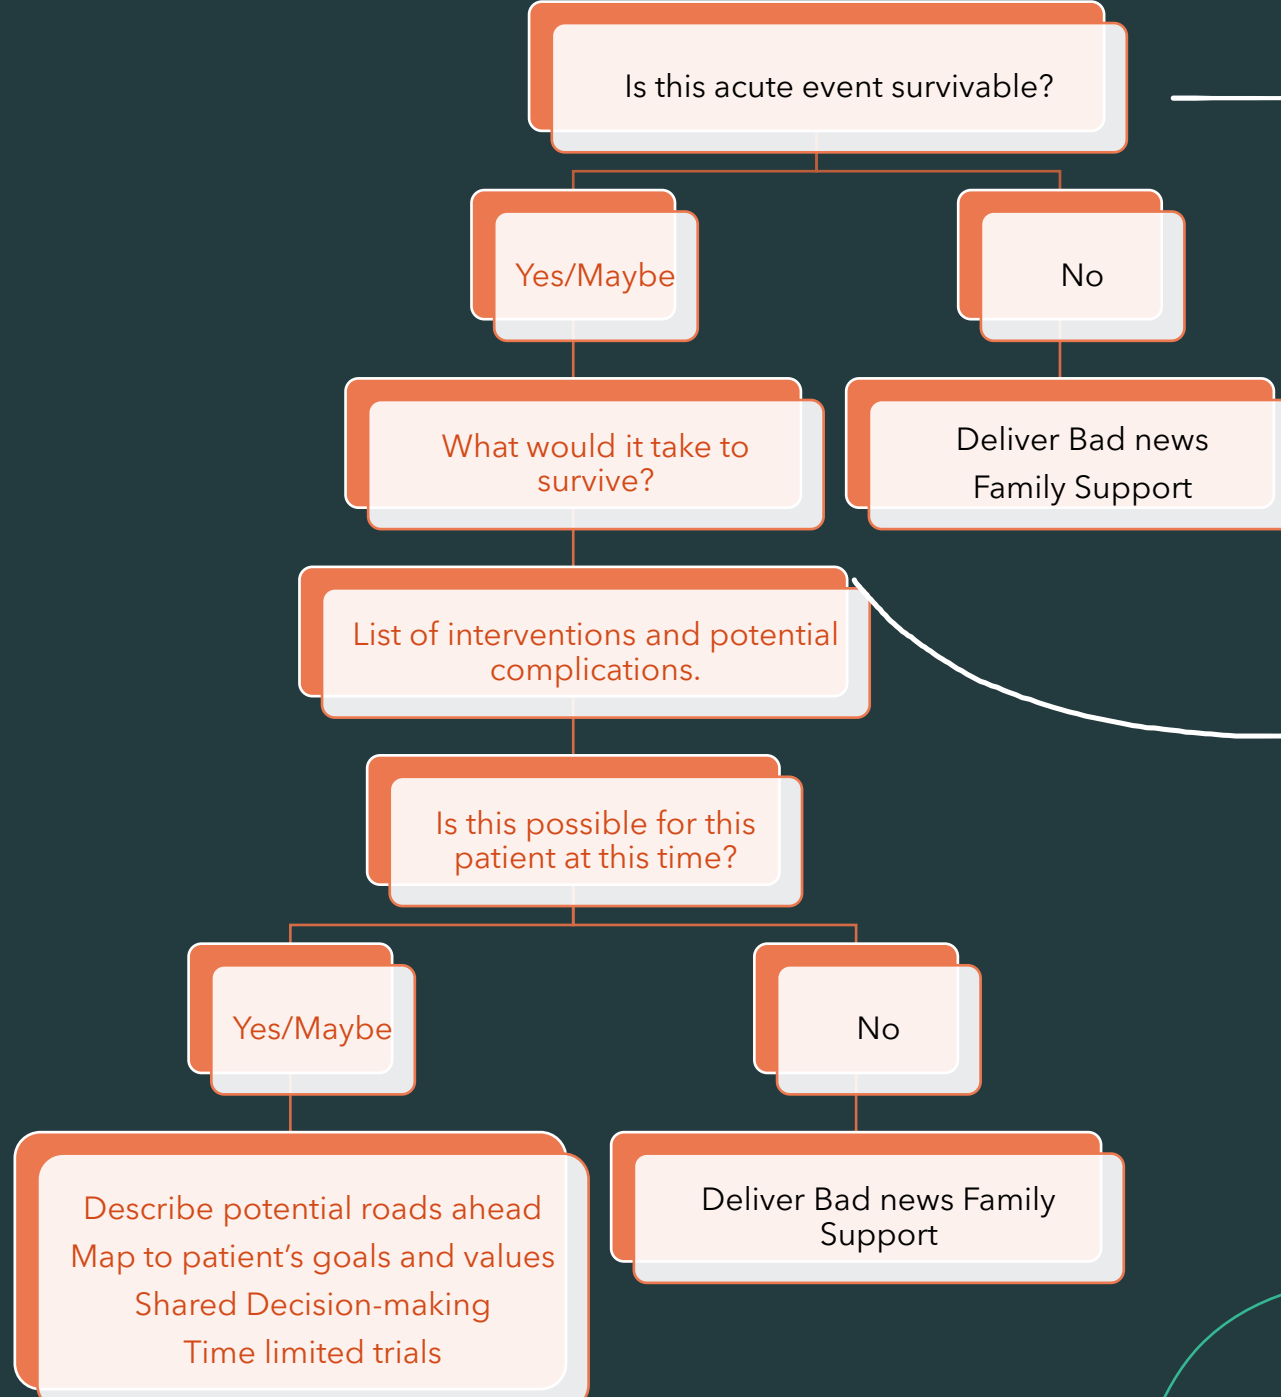 Is this acute event survivable?
Yes/Maybe
No
What would it take to
survive?
Deliver Bad news
Family Support
List of interventions and potential
complications.
Is this possible for this
patient at this time?
Yes/Maybe
No
Describe potential roads ahead
Map to patient’s goals and values
Shared Decision-making
Time limited trials
Deliver Bad news Family
Support